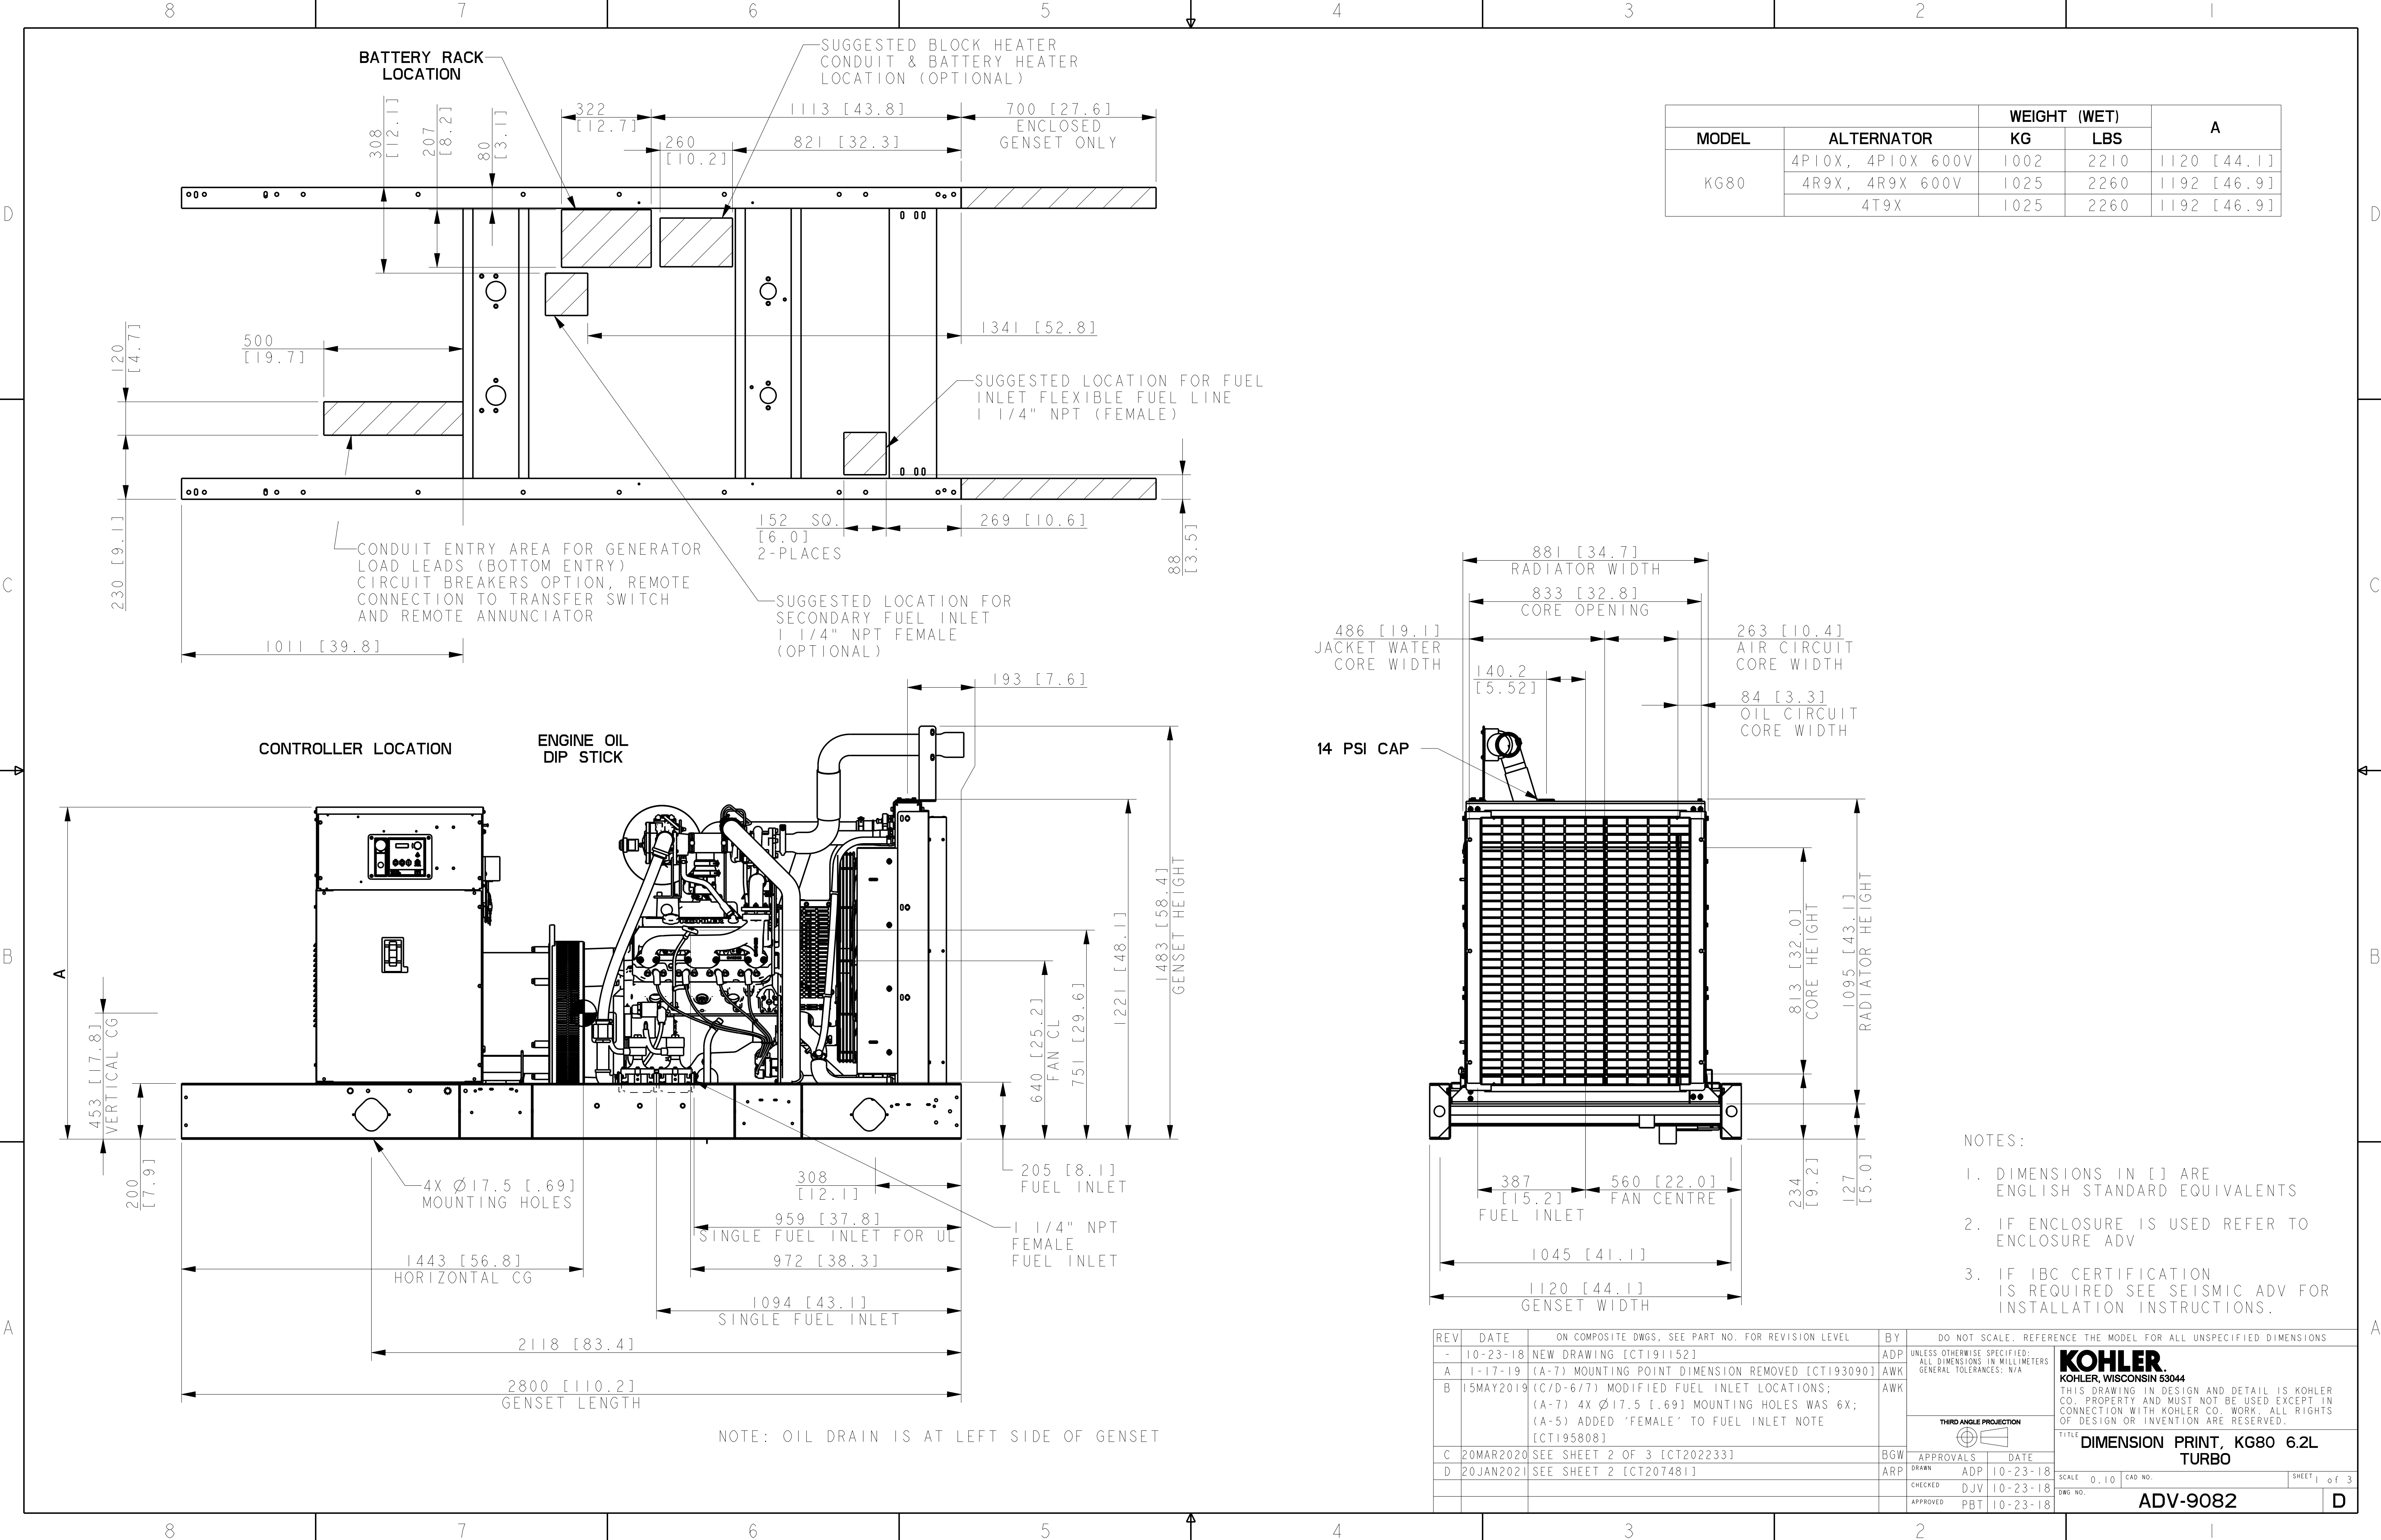 8 7 6 5 4 3 2 1
BATTERY RACK
LOCATION
SUGGESTED BLOCK HEATER
CONDUIT & BATTERY HEATER
LOCATION (OPTIONAL)
308
[12.1]
207
[8.2]
80
[3.1]
322
[12.7]
1113 [43.8]
700 [27.6]
ENCLOSED
GENSET ONLY
260
[10.2]
821 [32.3]
WEIGHT (WET)
A
MODEL ALTERNATOR KG LBS
4P10X, 4P10X 600V 1002 2210 1120 [44.1]
KG80 4R9X, 4R9X 600V 1025 2260 1192 [46.9]
4T9X 1025 2260 1192 [46.9]
D
D
500
[19.7]
120
[4.7]
1341 [52.8]
SUGGESTED LOCATION FOR FUEL
INLET FLEXIBLE FUEL LINE
1 1/4" NPT (FEMALE)
230 [9.1]
152 SQ.
[6.0]
2-PLACES
269 [10.6]
88
[3.5]
CONDUIT ENTRY AREA FOR GENERATOR
LOAD LEADS (BOTTOM ENTRY)
CIRCUIT BREAKERS OPTION, REMOTE
CONNECTION TO TRANSFER SWITCH
AND REMOTE ANNUNCIATOR
SUGGESTED LOCATION FOR
SECONDARY FUEL INLET
1 1/4" NPT FEMALE
(OPTIONAL)
1011 [39.8]
C
C
881 [34.7]
RADIATOR WIDTH
833 [32.8]
CORE OPENING
486 [19.1]
JACKET WATER
CORE WIDTH
263 [10.4]
AIR CIRCUIT
CORE WIDTH
140.2
[5.52]
84 [3.3]
OIL CIRCUIT
CORE WIDTH
14 PSI CAP
193 [7.6]
CONTROLLER LOCATION
ENGINE OIL
DIP STICK
A
453 [17.8]
VERTICAL CG
200
[7.9]
640 [25.2]
FAN CL
751 [29.6]
1221 [48.1]
1483 [58.4]
GENSET HEIGHT
813 [32.0]
CORE HEIGHT
1095 [43.1]
RADIATOR HEIGHT
B
B
4X Ø17.5 [.69]
MOUNTING HOLES
308
[12.1]
205 [8.1]
FUEL INLET
959 [37.8]
SINGLE FUEL INLET FOR UL
1 1/4" NPT
FEMALE
FUEL INLET
1443 [56.8]
HORIZONTAL CG
972 [38.3]
1094 [43.1]
SINGLE FUEL INLET
2118 [83.4]
2800 [110.2]
GENSET LENGTH
NOTE: OIL DRAIN IS AT LEFT SIDE OF GENSET
387
[15.2]
FUEL INLET
560 [22.0]
FAN CENTRE
234
[9.2]
127
[5.0]
1045 [41.1]
1120 [44.1]
GENSET WIDTH
NOTES:
1. DIMENSIONS IN [] ARE
ENGLISH STANDARD EQUIVALENTS
2. IF ENCLOSURE IS USED REFER TO
ENCLOSURE ADV
3. IF IBC CERTIFICATION
IS REQUIRED SEE SEISMIC ADV FOR
INSTALLATION INSTRUCTIONS.
A
A
REV DATE ON COMPOSITE DWGS, SEE PART NO. FOR REVISION LEVEL BY
- 10-23-18 NEW DRAWING [CT191152] ADP
A 1-17-19 (A-7) MOUNTING POINT DIMENSION REMOVED [CT193090] AWK
B 15MAY2019 (C/D-6/7) MODIFIED FUEL INLET LOCATIONS; AWK
(A-7) 4X Ø17.5 [.69] MOUNTING HOLES WAS 6X;
(A-5) ADDED 'FEMALE' TO FUEL INLET NOTE
[CT195808]
C 20MAR2020 SEE SHEET 2 OF 3 [CT202233] BGW
D 20JAN2021 SEE SHEET 2 [CT207481] ARP
DO NOT SCALE. REFERENCE THE MODEL FOR ALL UNSPECIFIED DIMENSIONS
UNLESS OTHERWISE SPECIFIED:
ALL DIMENSIONS IN MILLIMETERS
GENERAL TOLERANCES: N/A
THIRD ANGLE PROJECTION
APPROVALS DATE
DRAWN ADP 10-23-18
CHECKED DJV 10-23-18
APPROVED PBT 10-23-18
KOHLER.
KOHLER, WISCONSIN 53044
THIS DRAWING IN DESIGN AND DETAIL IS KOHLER
CO. PROPERTY AND MUST NOT BE USED EXCEPT IN
CONNECTION WITH KOHLER CO. WORK. ALL RIGHTS
OF DESIGN OR INVENTION ARE RESERVED.
TITLE DIMENSION PRINT, KG80 6.2L
TURBO
SCALE 0.10 CAD NO. SHEET 1 of 3
DWG NO. ADV-9082 D
8 7 6 5 4 3 2 1